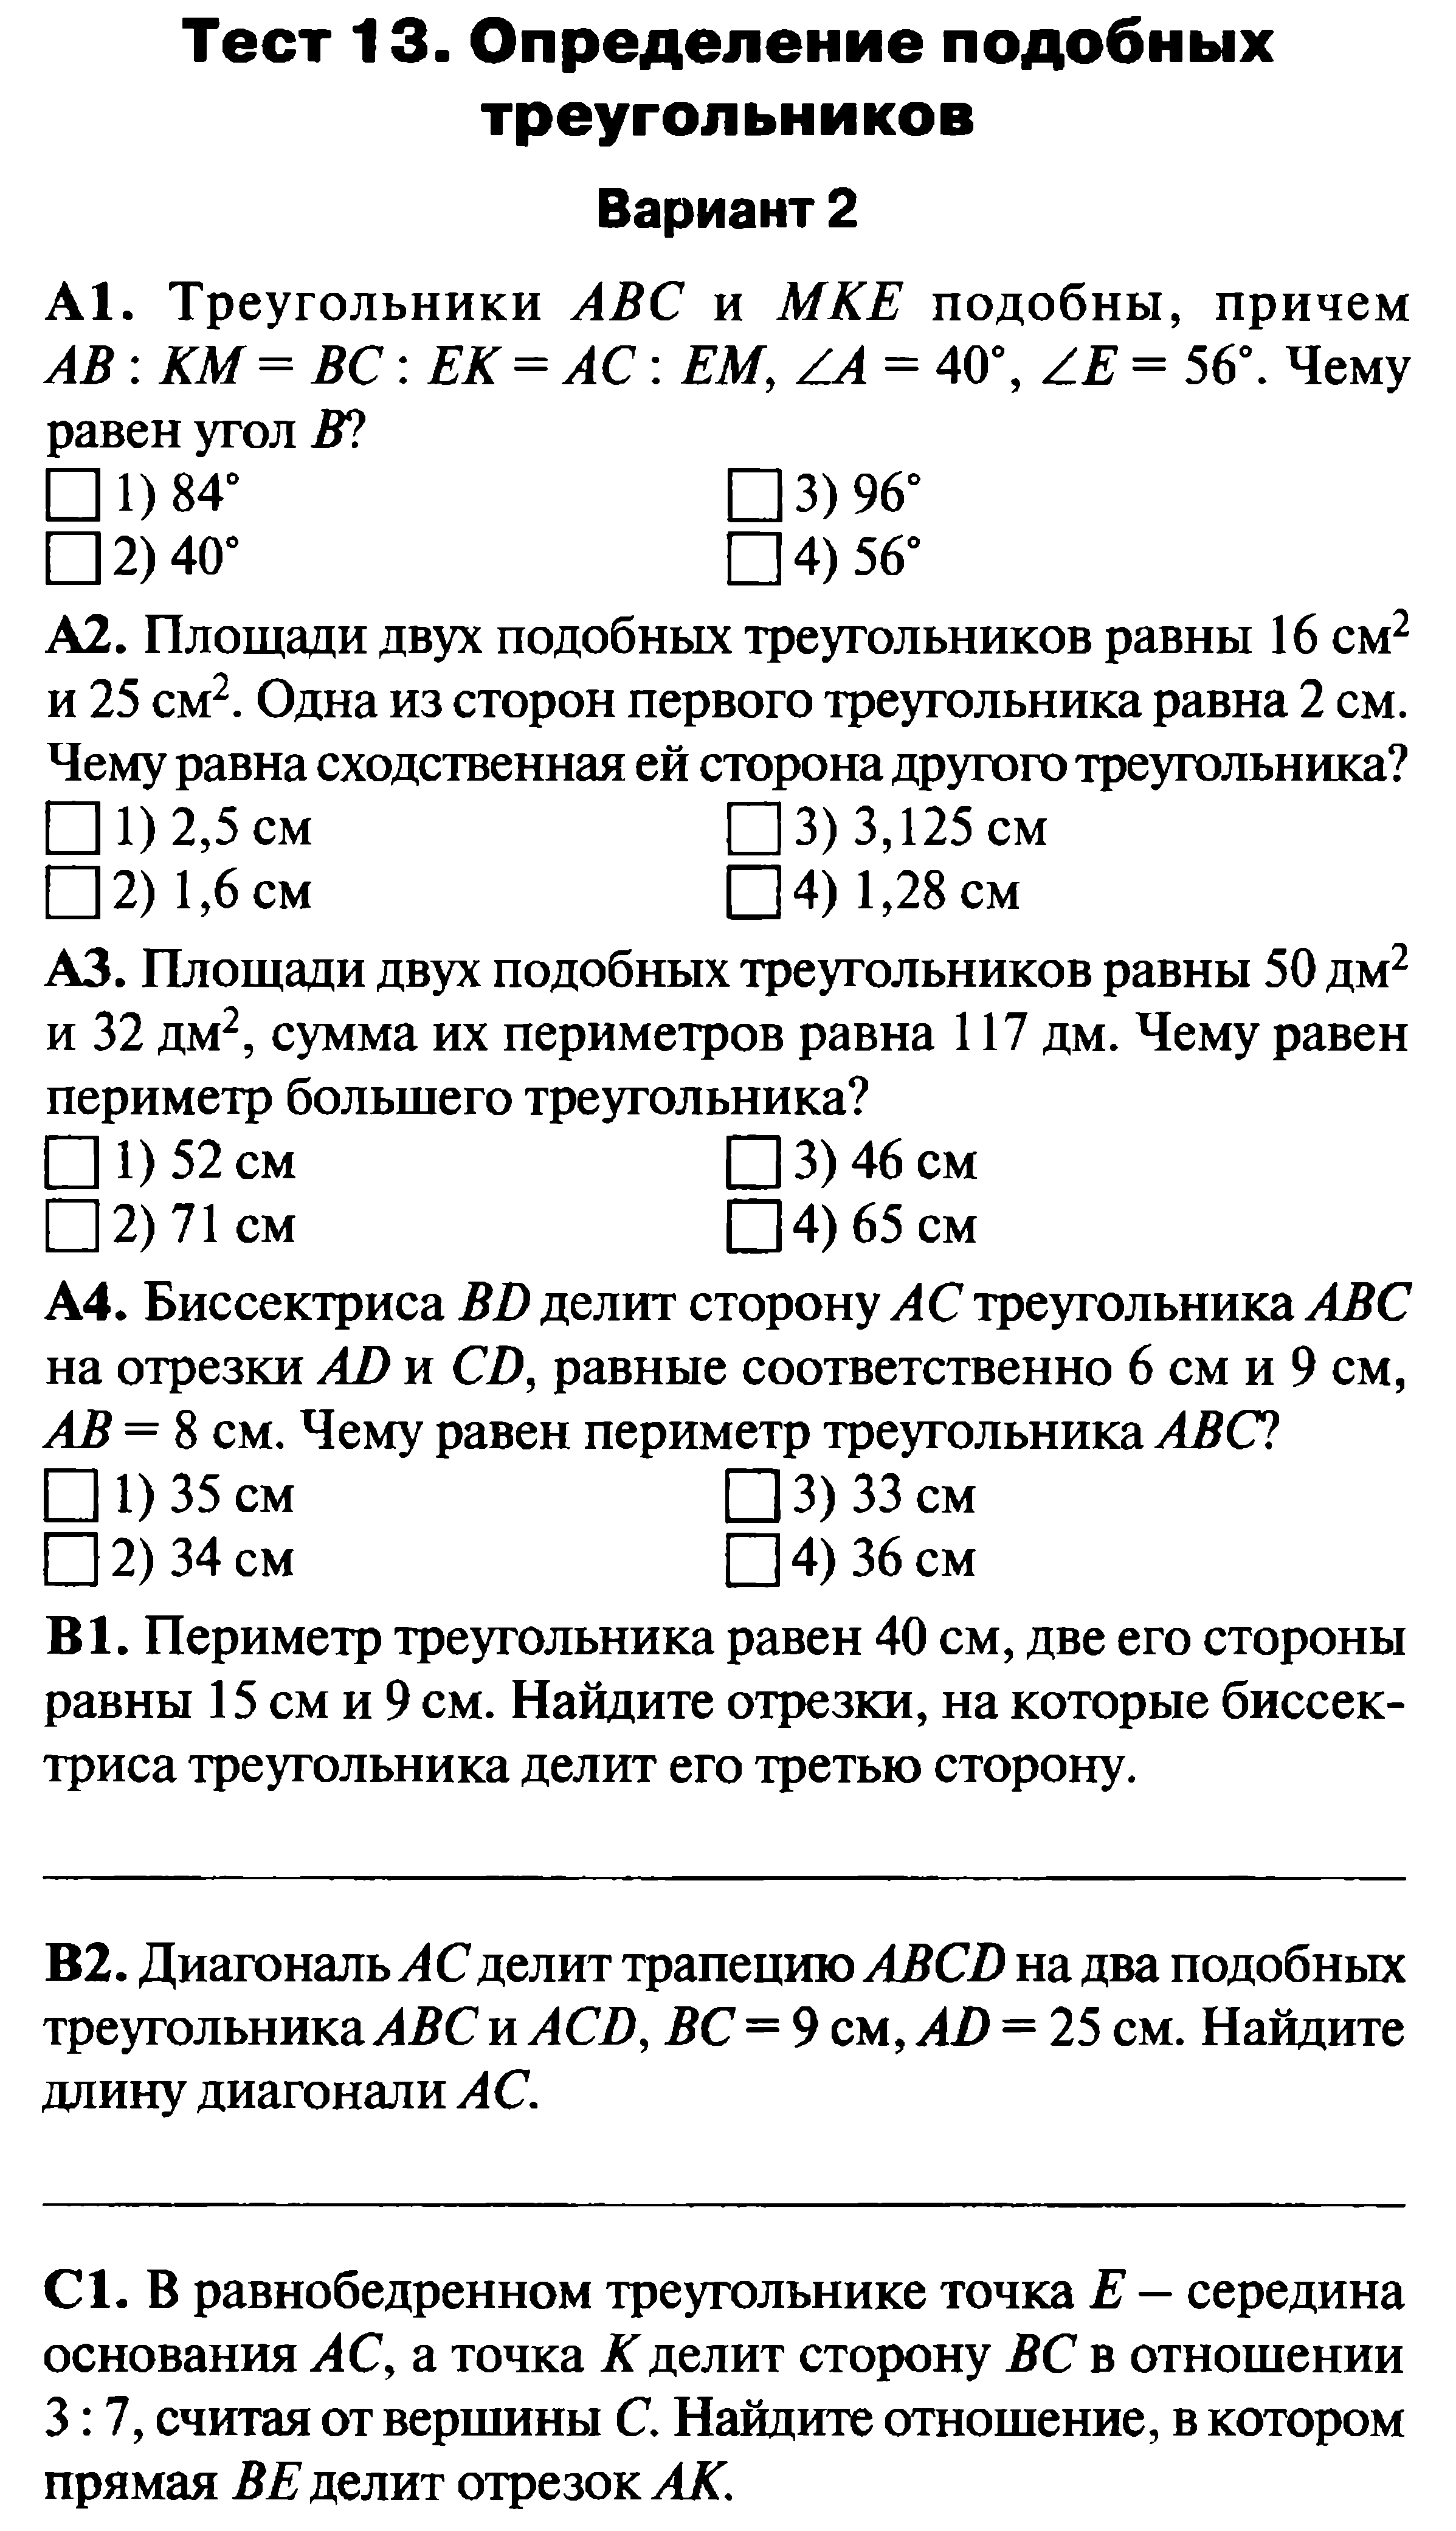 Тест 13. Определение подобных
треугольников
Вариант 2
А1. Треугольники ABC и MKE подобны, причем
AB : KM = BC : EK = AC : EM, ∠A = 40°, ∠E = 56°. Чему
равен угол B?
1) 84° 3) 96°
2) 40° 4) 56°
А2. Площади двух подобных треугольников равны 16 см²
и 25 см². Одна из сторон первого треугольника равна 2 см.
Чему равна сходственная ей сторона другого треугольника?
1) 2,5 см 3) 3,125 см
2) 1,6 см 4) 1,28 см
А3. Площади двух подобных треугольников равны 50 дм²
и 32 дм², сумма их периметров равна 117 дм. Чему равен
периметр большего треугольника?
1) 52 см 3) 46 см
2) 71 см 4) 65 см
А4. Биссектриса BD делит сторону AC треугольника ABC
на отрезки AD и CD, равные соответственно 6 см и 9 см,
AB = 8 см. Чему равен периметр треугольника ABC?
1) 35 см 3) 33 см
2) 34 см 4) 36 см
В1. Периметр треугольника равен 40 см, две его стороны
равны 15 см и 9 см. Найдите отрезки, на которые биссек-
триса треугольника делит его третью сторону.
В2. Диагональ AC делит трапецию ABCD на два подобных
треугольника ABC и ACD, BC = 9 см, AD = 25 см. Найдите
длину диагонали AC.
С1. В равнобедренном треугольнике точка E – середина
основания AC, а точка K делит сторону BC в отношении
3 : 7, считая от вершины C. Найдите отношение, в котором
прямая BE делит отрезок AK.